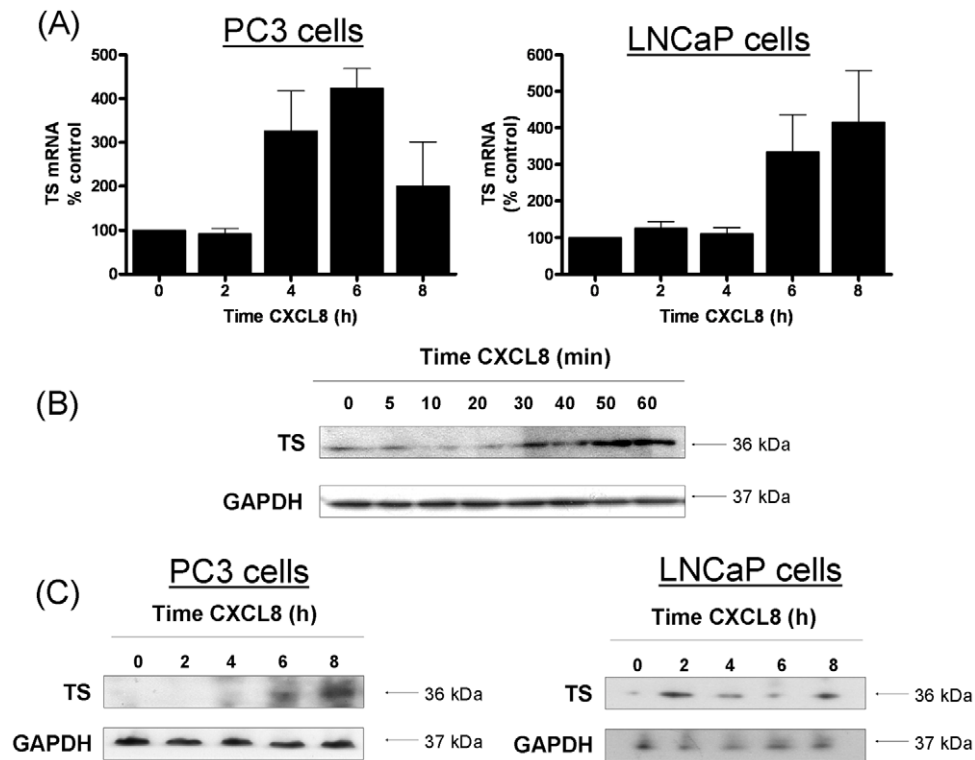 (A)
PC3 cells
TS mRNA
% control
500
400
300
200
100
0
0 2 4 6 8
Time CXCL8 (h)
LNCaP cells
TS mRNA
(% control)
600
500
400
300
200
100
0
0 2 4 6 8
Time CXCL8 (h)
(B)
Time CXCL8 (min)
0 5 10 20 30 40 50 60
TS
36 kDa
GAPDH
37 kDa
(C)
PC3 cells
Time CXCL8 (h)
0 2 4 6 8
TS
36 kDa
GAPDH
37 kDa
LNCaP cells
Time CXCL8 (h)
0 2 4 6 8
TS
36 kDa
GAPDH
37 kDa